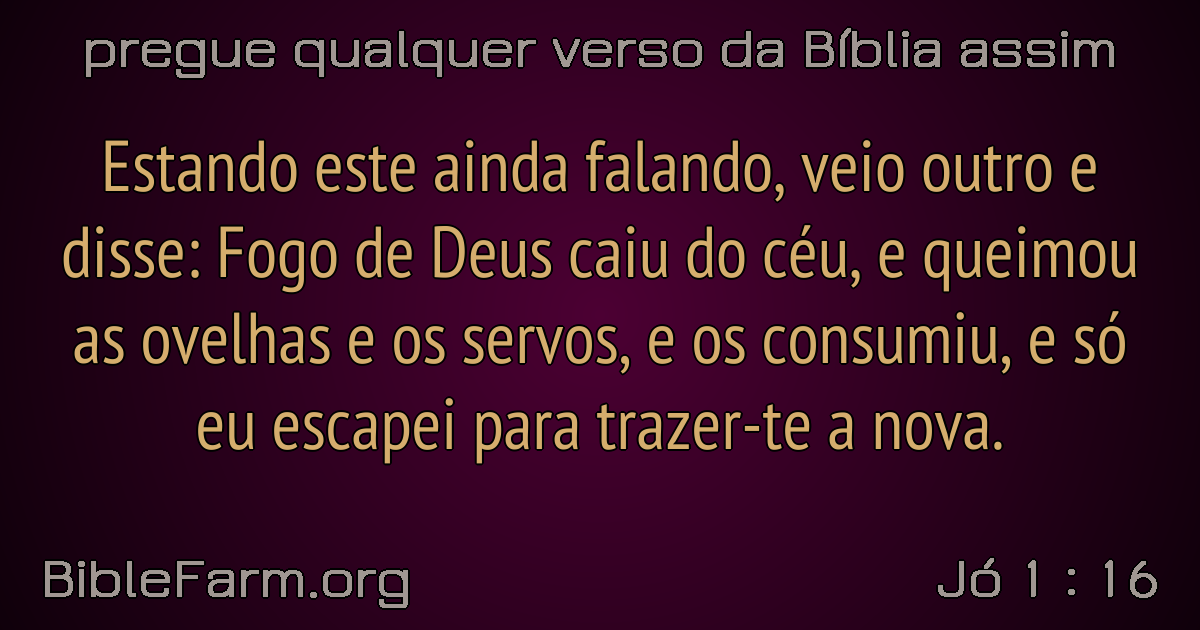 pregue qualquer verso da Bíblia assim
Estando este ainda falando, veio outro e
disse: Fogo de Deus caiu do céu, e queimou
as ovelhas e os servos, e os consumiu, e só
eu escapei para trazer-te a nova.
BibleFarm.org
Jó 1 : 16